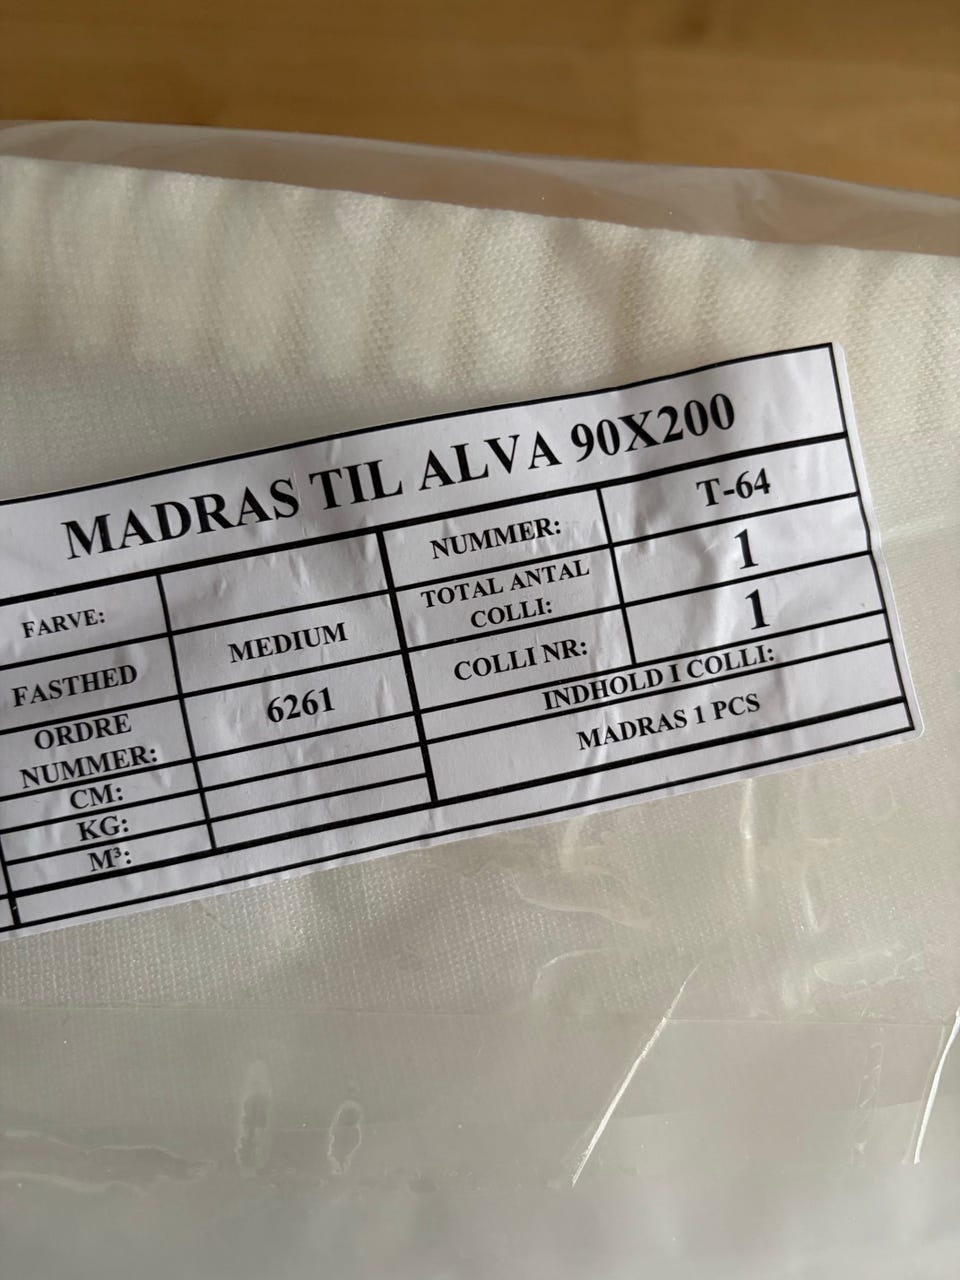 MADRAS TIL ALVA 90X200
FARVE:
FASTHED MEDIUM
ORDRE
NUMMER: 6261
CM:
KG:
M³:
NUMMER: T-64
TOTAL ANTAL
COLLI: 1
COLLI NR: 1
INDHOLD I COLLI:
MADRAS 1 PCS